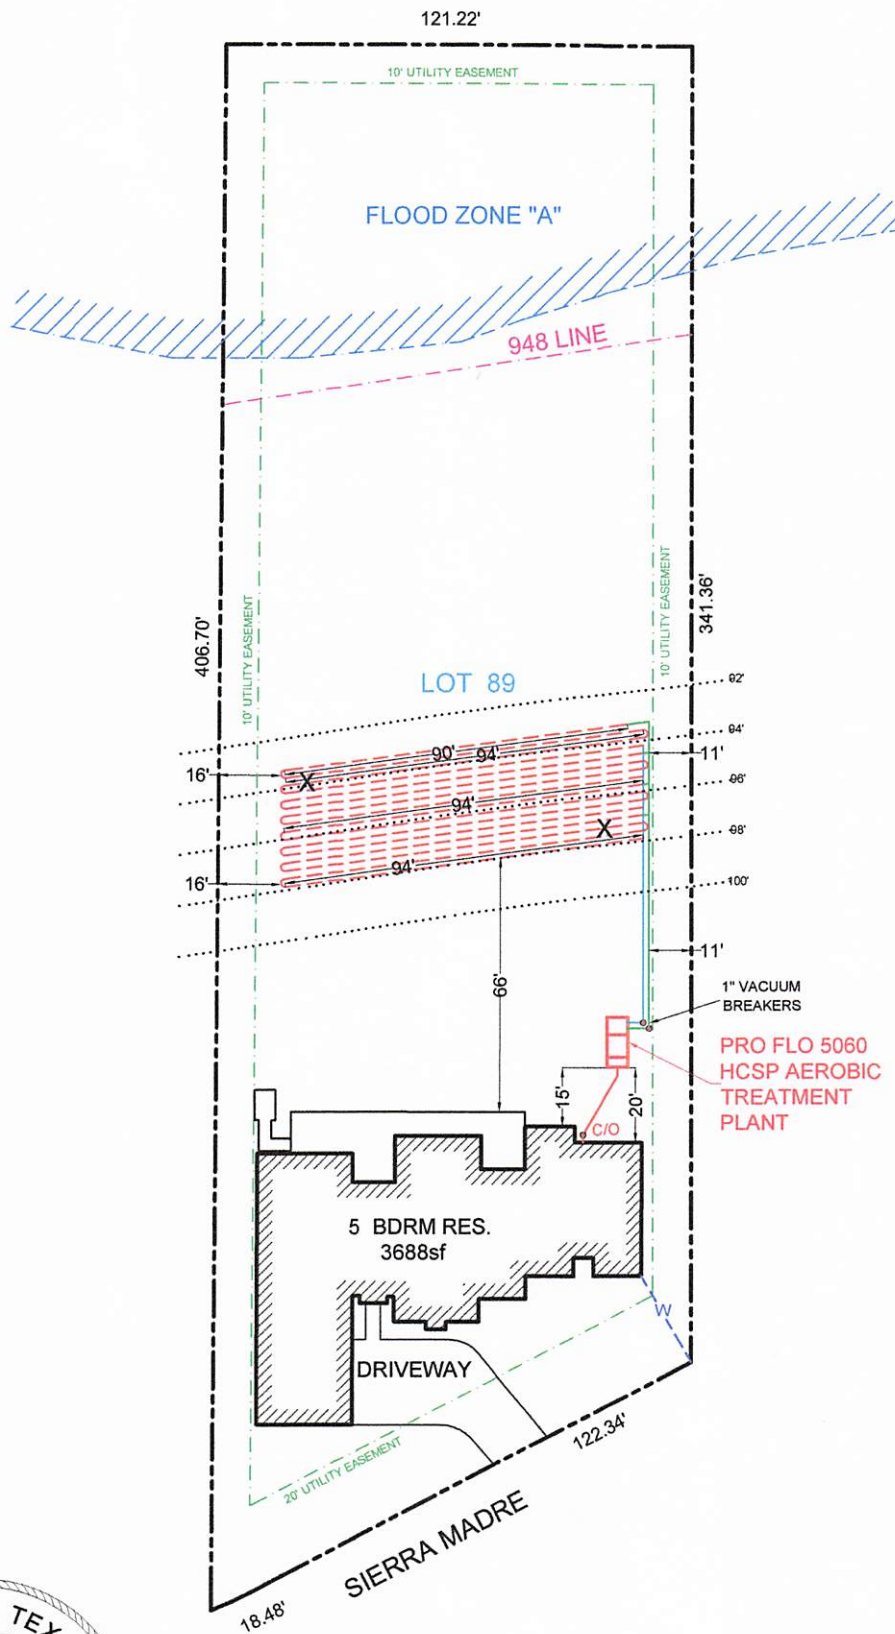 121.22'
10' UTILITY EASEMENT
FLOOD ZONE "A"
948 LINE
406.70'
10' UTILITY EASEMENT
10' UTILITY EASEMENT
341.36'
LOT 89
92'
94'
90'
94'
11'
16'
X
96'
94'
X
98'
94'
16'
100'
66'
11'
1" VACUUM
BREAKERS
PRO FLO 5060
HCSP AEROBIC
TREATMENT
PLANT
15'
20'
C/O
5 BDRM RES.
3688sf
W
DRIVEWAY
122.34'
20' UTILITY EASEMENT
SIERRA MADRE
18.48'
TEX